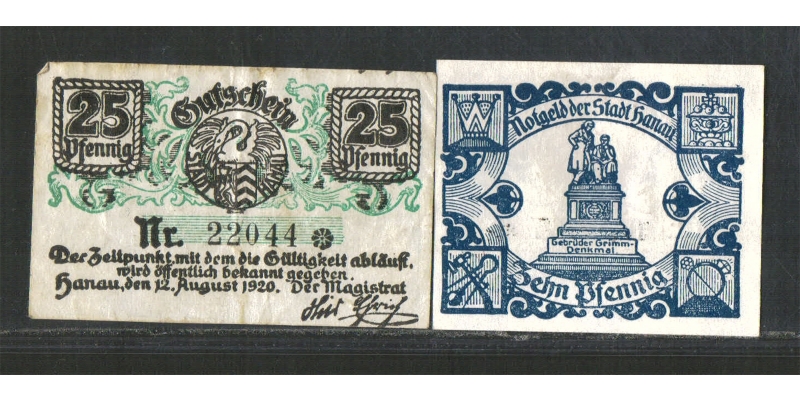 25
Pfennig
Gutschein
25
Pfennig
Nr. 22044
Der Zeitpunkt, mit dem die Gültigkeit abläuft,
wird öffentlich bekannt gegeben.
Hanau, den 12. August 1920. Der Magistrat
Notgeld der Stadt Hanau
Gebrüder Grimm-
Denkmal
Zehn Pfennig